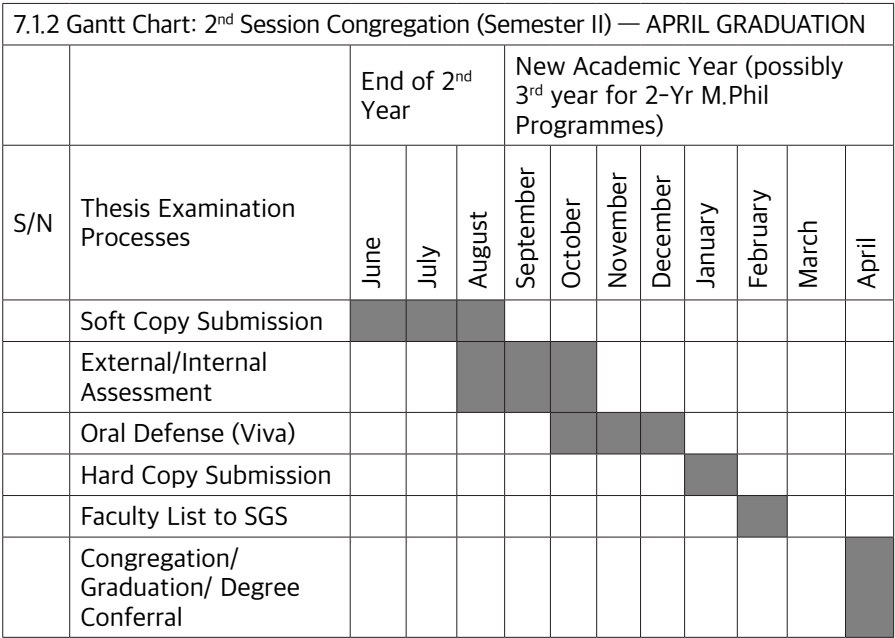 7.1.2 Gantt Chart: 2nd Session Congregation (Semester II) — APRIL GRADUATION
End of 2nd
Year
New Academic Year (possibly
3rd year for 2-Yr M.Phil
Programmes)
S/N
Thesis Examination
Processes
June
July
August
September
October
November
December
January
February
March
April
Soft Copy Submission
External/Internal
Assessment
Oral Defense (Viva)
Hard Copy Submission
Faculty List to SGS
Congregation/
Graduation/ Degree
Conferral